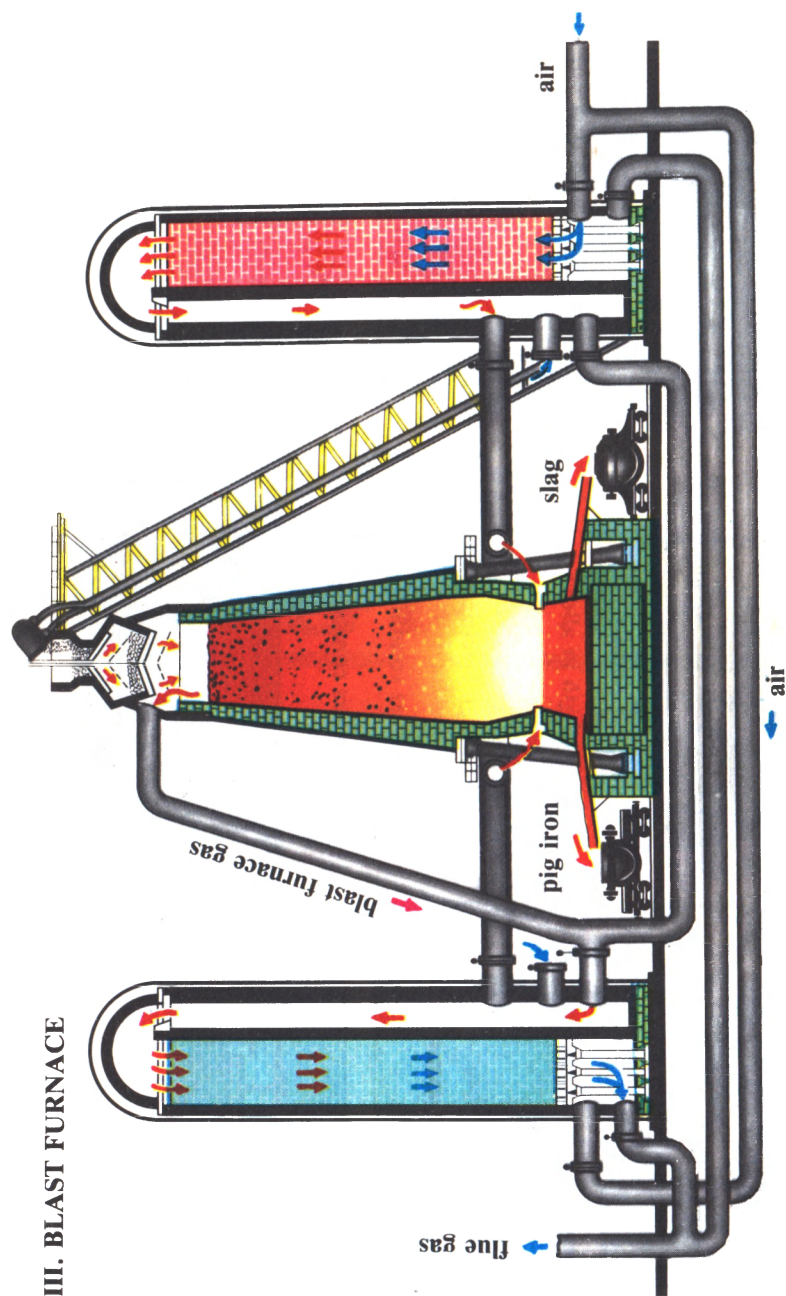 III. BLAST FURNACE
flue gas
blast furnace gas
pig iron
slag
air
air